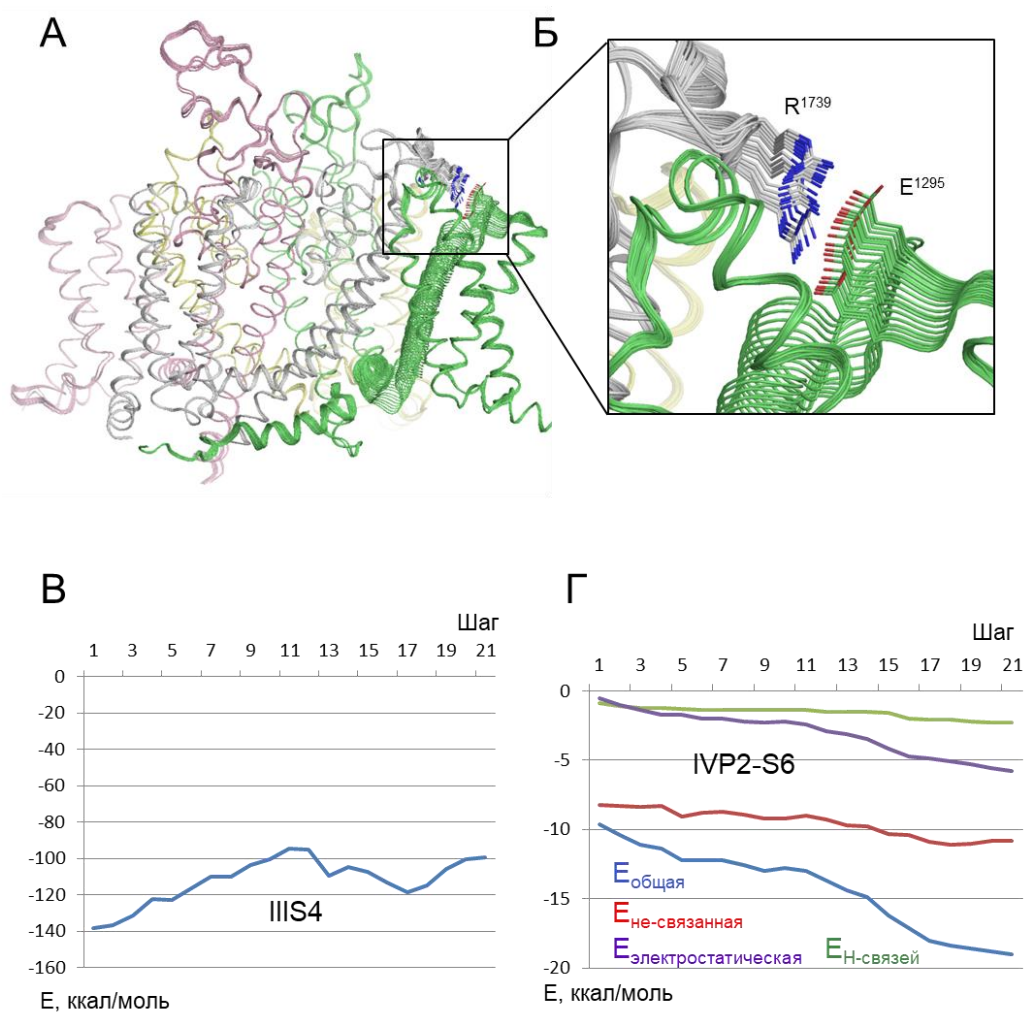 А
Б
R1739
E1295
В
Шаг
1 3 5 7 9 11 13 15 17 19 21
0
-20
-40
-60
-80
-100
-120
-140
-160
IIIS4
Е, ккал/моль
Г
Шаг
1 3 5 7 9 11 13 15 17 19 21
0
-5
-10
-15
-20
IVP2-S6
Еобщая
Ене-связанная
Еэлектростатическая ЕН-связей
Е, ккал/моль